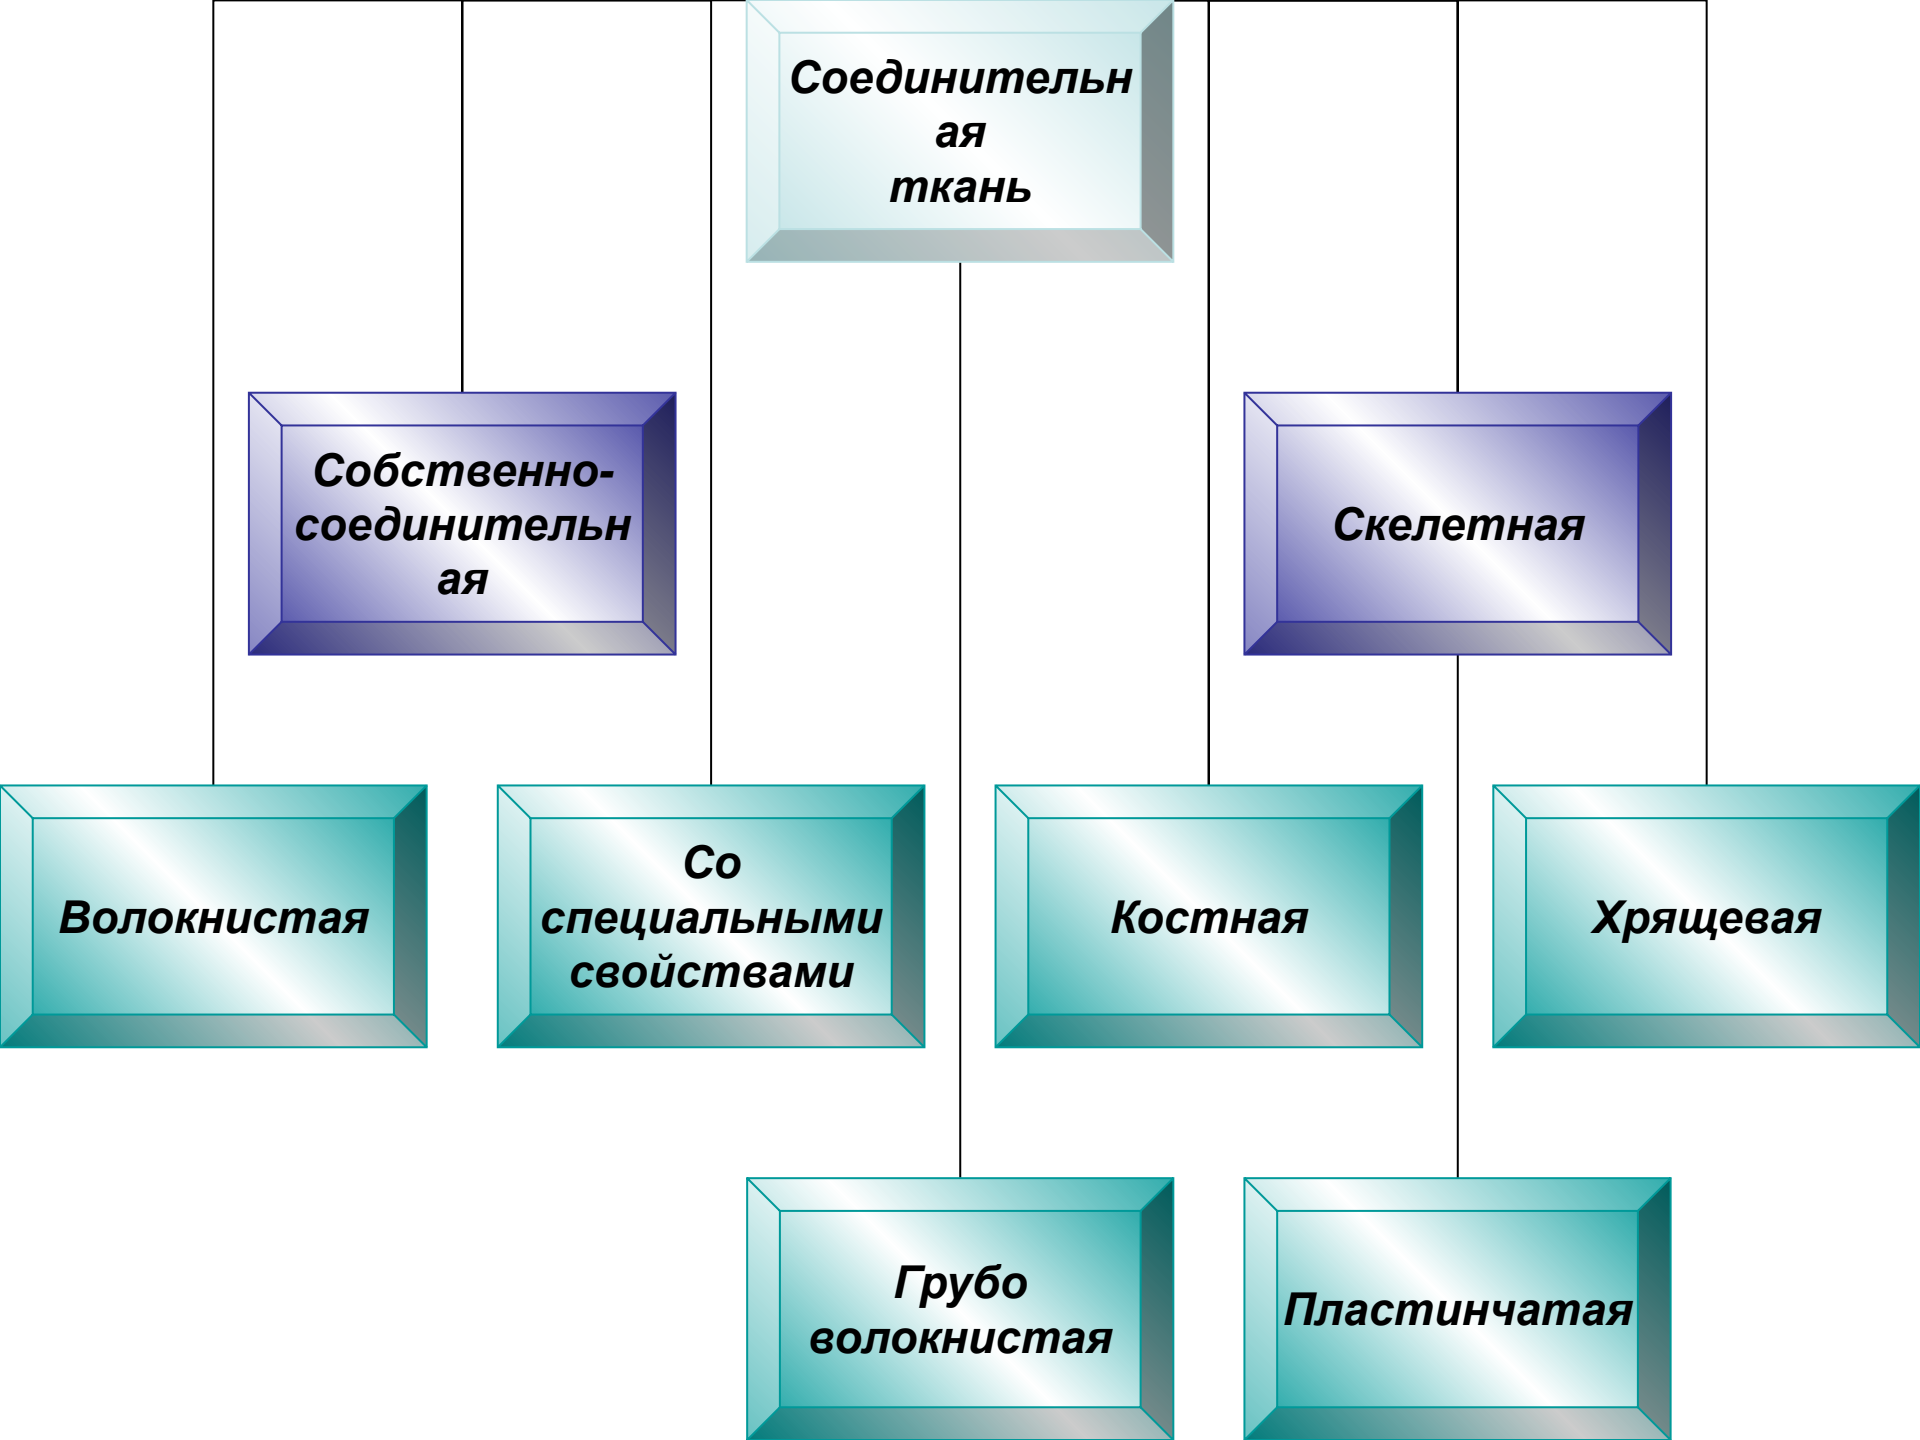 Соединительн
ая
ткань
Собственно-
соединительн
ая
Скелетная
Волокнистая
Со
специальными
свойствами
Костная
Хрящевая
Грубо
волокнистая
Пластинчатая